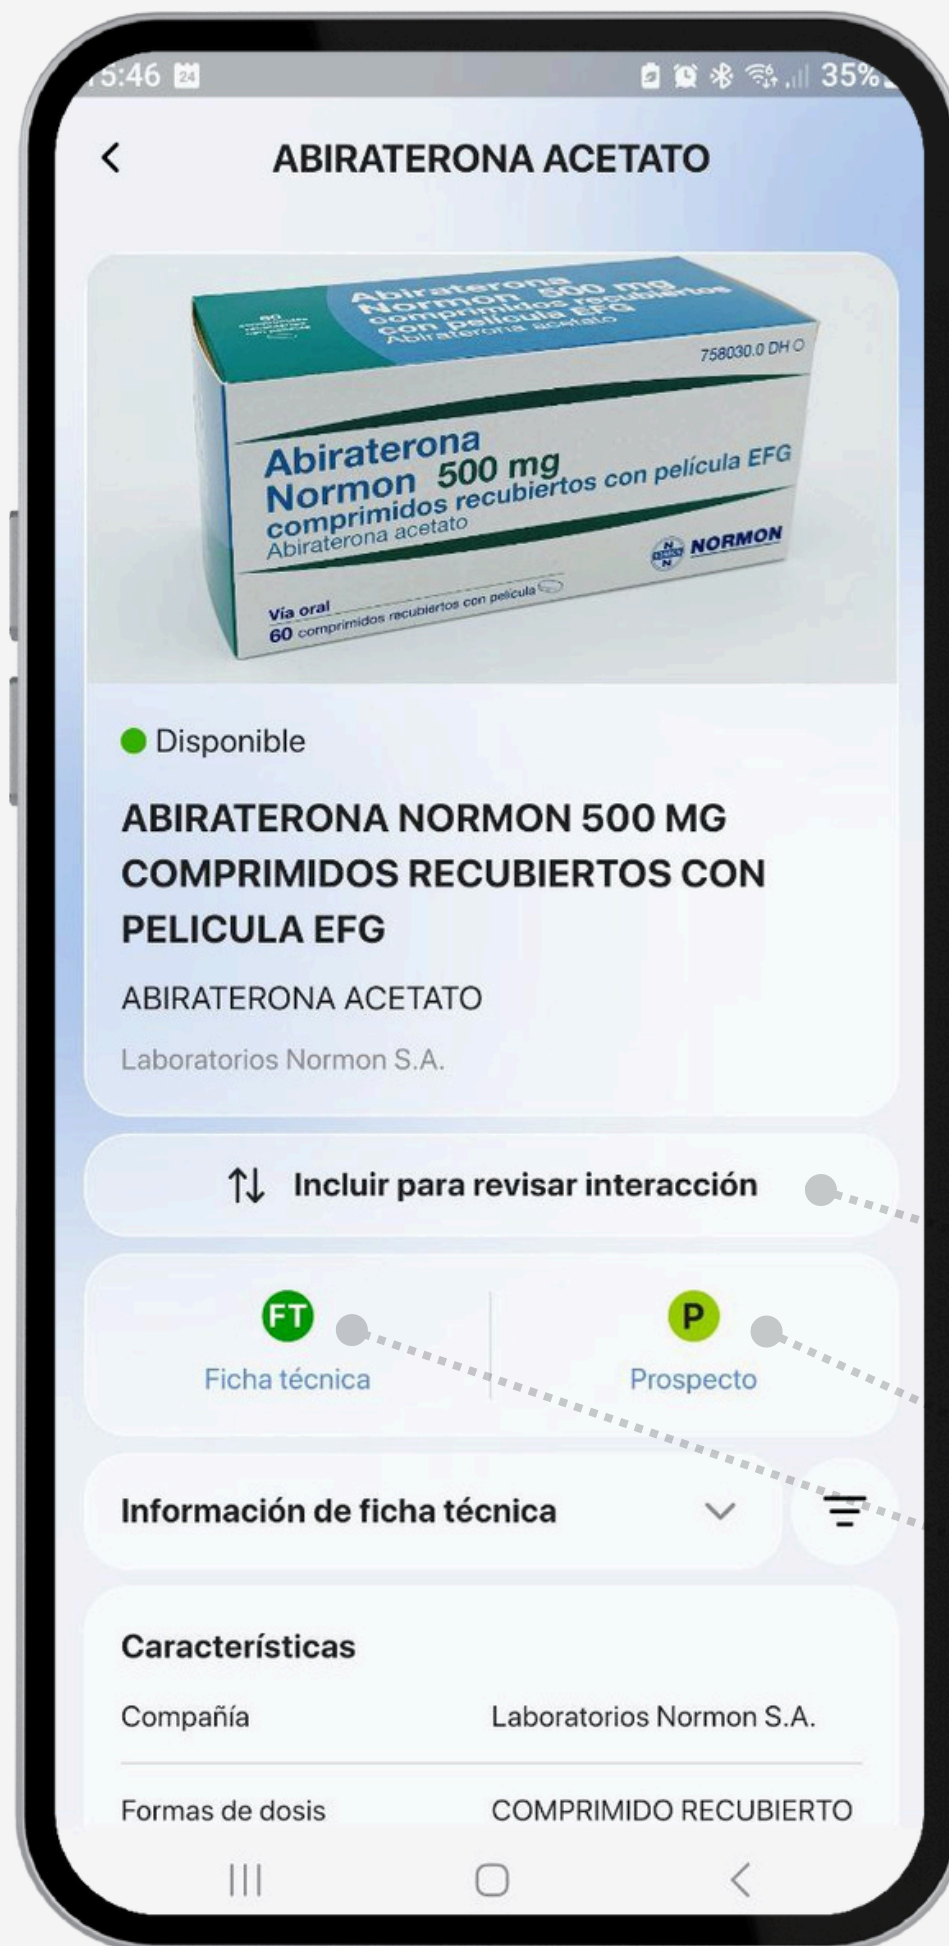 5:46 24 35%
ABIRATERONA ACETATO
60
Abiraterona
Normon 500 mg
comprimidos recubiertos
con película EFG
Abiraterona acetato
758030.0 DH
Abiraterona
Normon 500 mg
comprimidos recubiertos con película EFG
Abiraterona acetato
NORMON
Vía oral
60 comprimidos recubiertos con película
Disponible
ABIRATERONA NORMON 500 MG
COMPRIMIDOS RECUBIERTOS CON
PELICULA EFG
ABIRATERONA ACETATO
Laboratorios Normon S.A.
Incluir para revisar interacción
FT P
Ficha técnica Prospecto
Información de ficha técnica
Características
Compañía Laboratorios Normon S.A.
Formas de dosis COMPRIMIDO RECUBIERTO